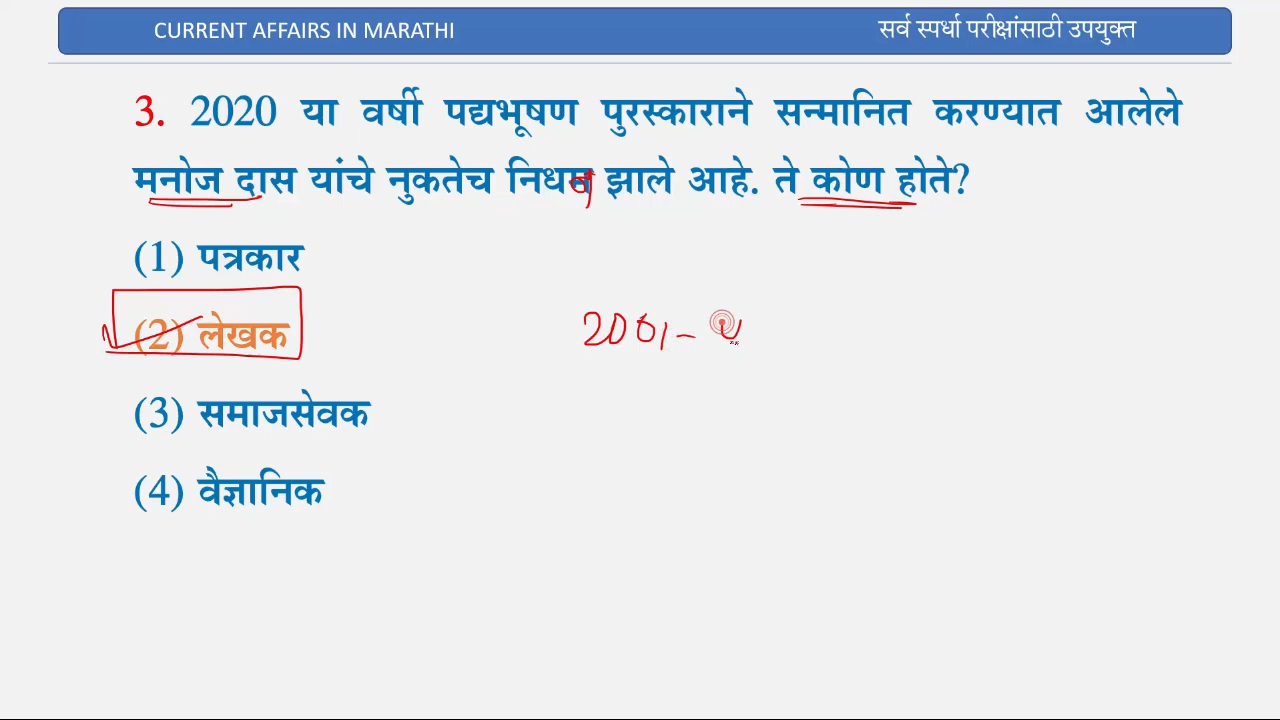 CURRENT AFFAIRS IN MARATHI
सर्व स्पर्धा परीक्षांसाठी उपयुक्त
3. 2020 या वर्षी पद्यभूषण पुरस्काराने सन्मानित करण्यात आलेले
मनोज दास यांचे नुकतेच निधन झाले आहे. ते कोण होते?
(1) पत्रकार
(2) लेखक
2001 -
(3) समाजसेवक
(4) वैज्ञानिक